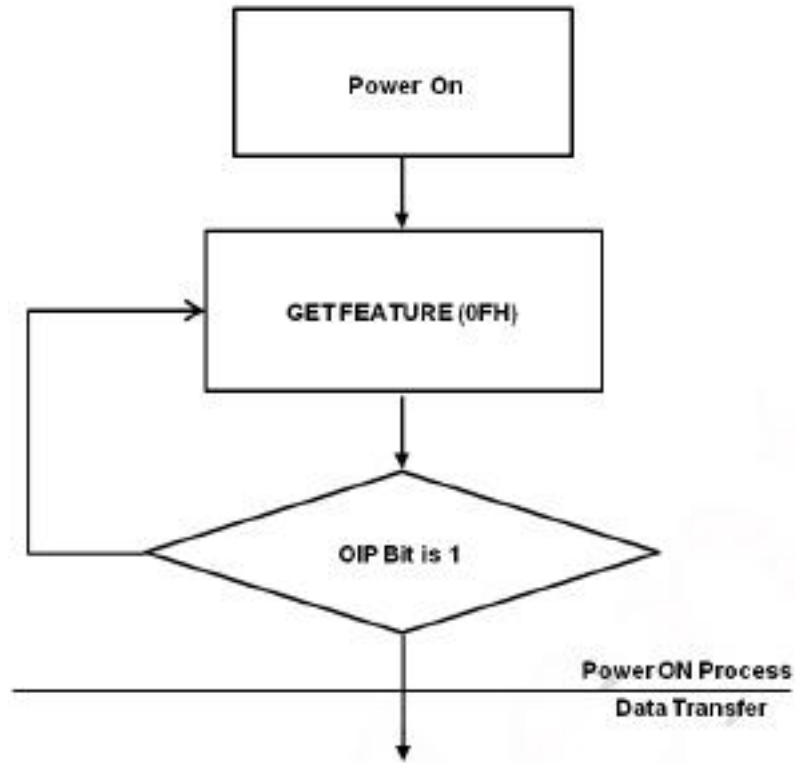 Power On
GET FEATURE (0FH)
OIP Bit is 1
Power ON Process
Data Transfer